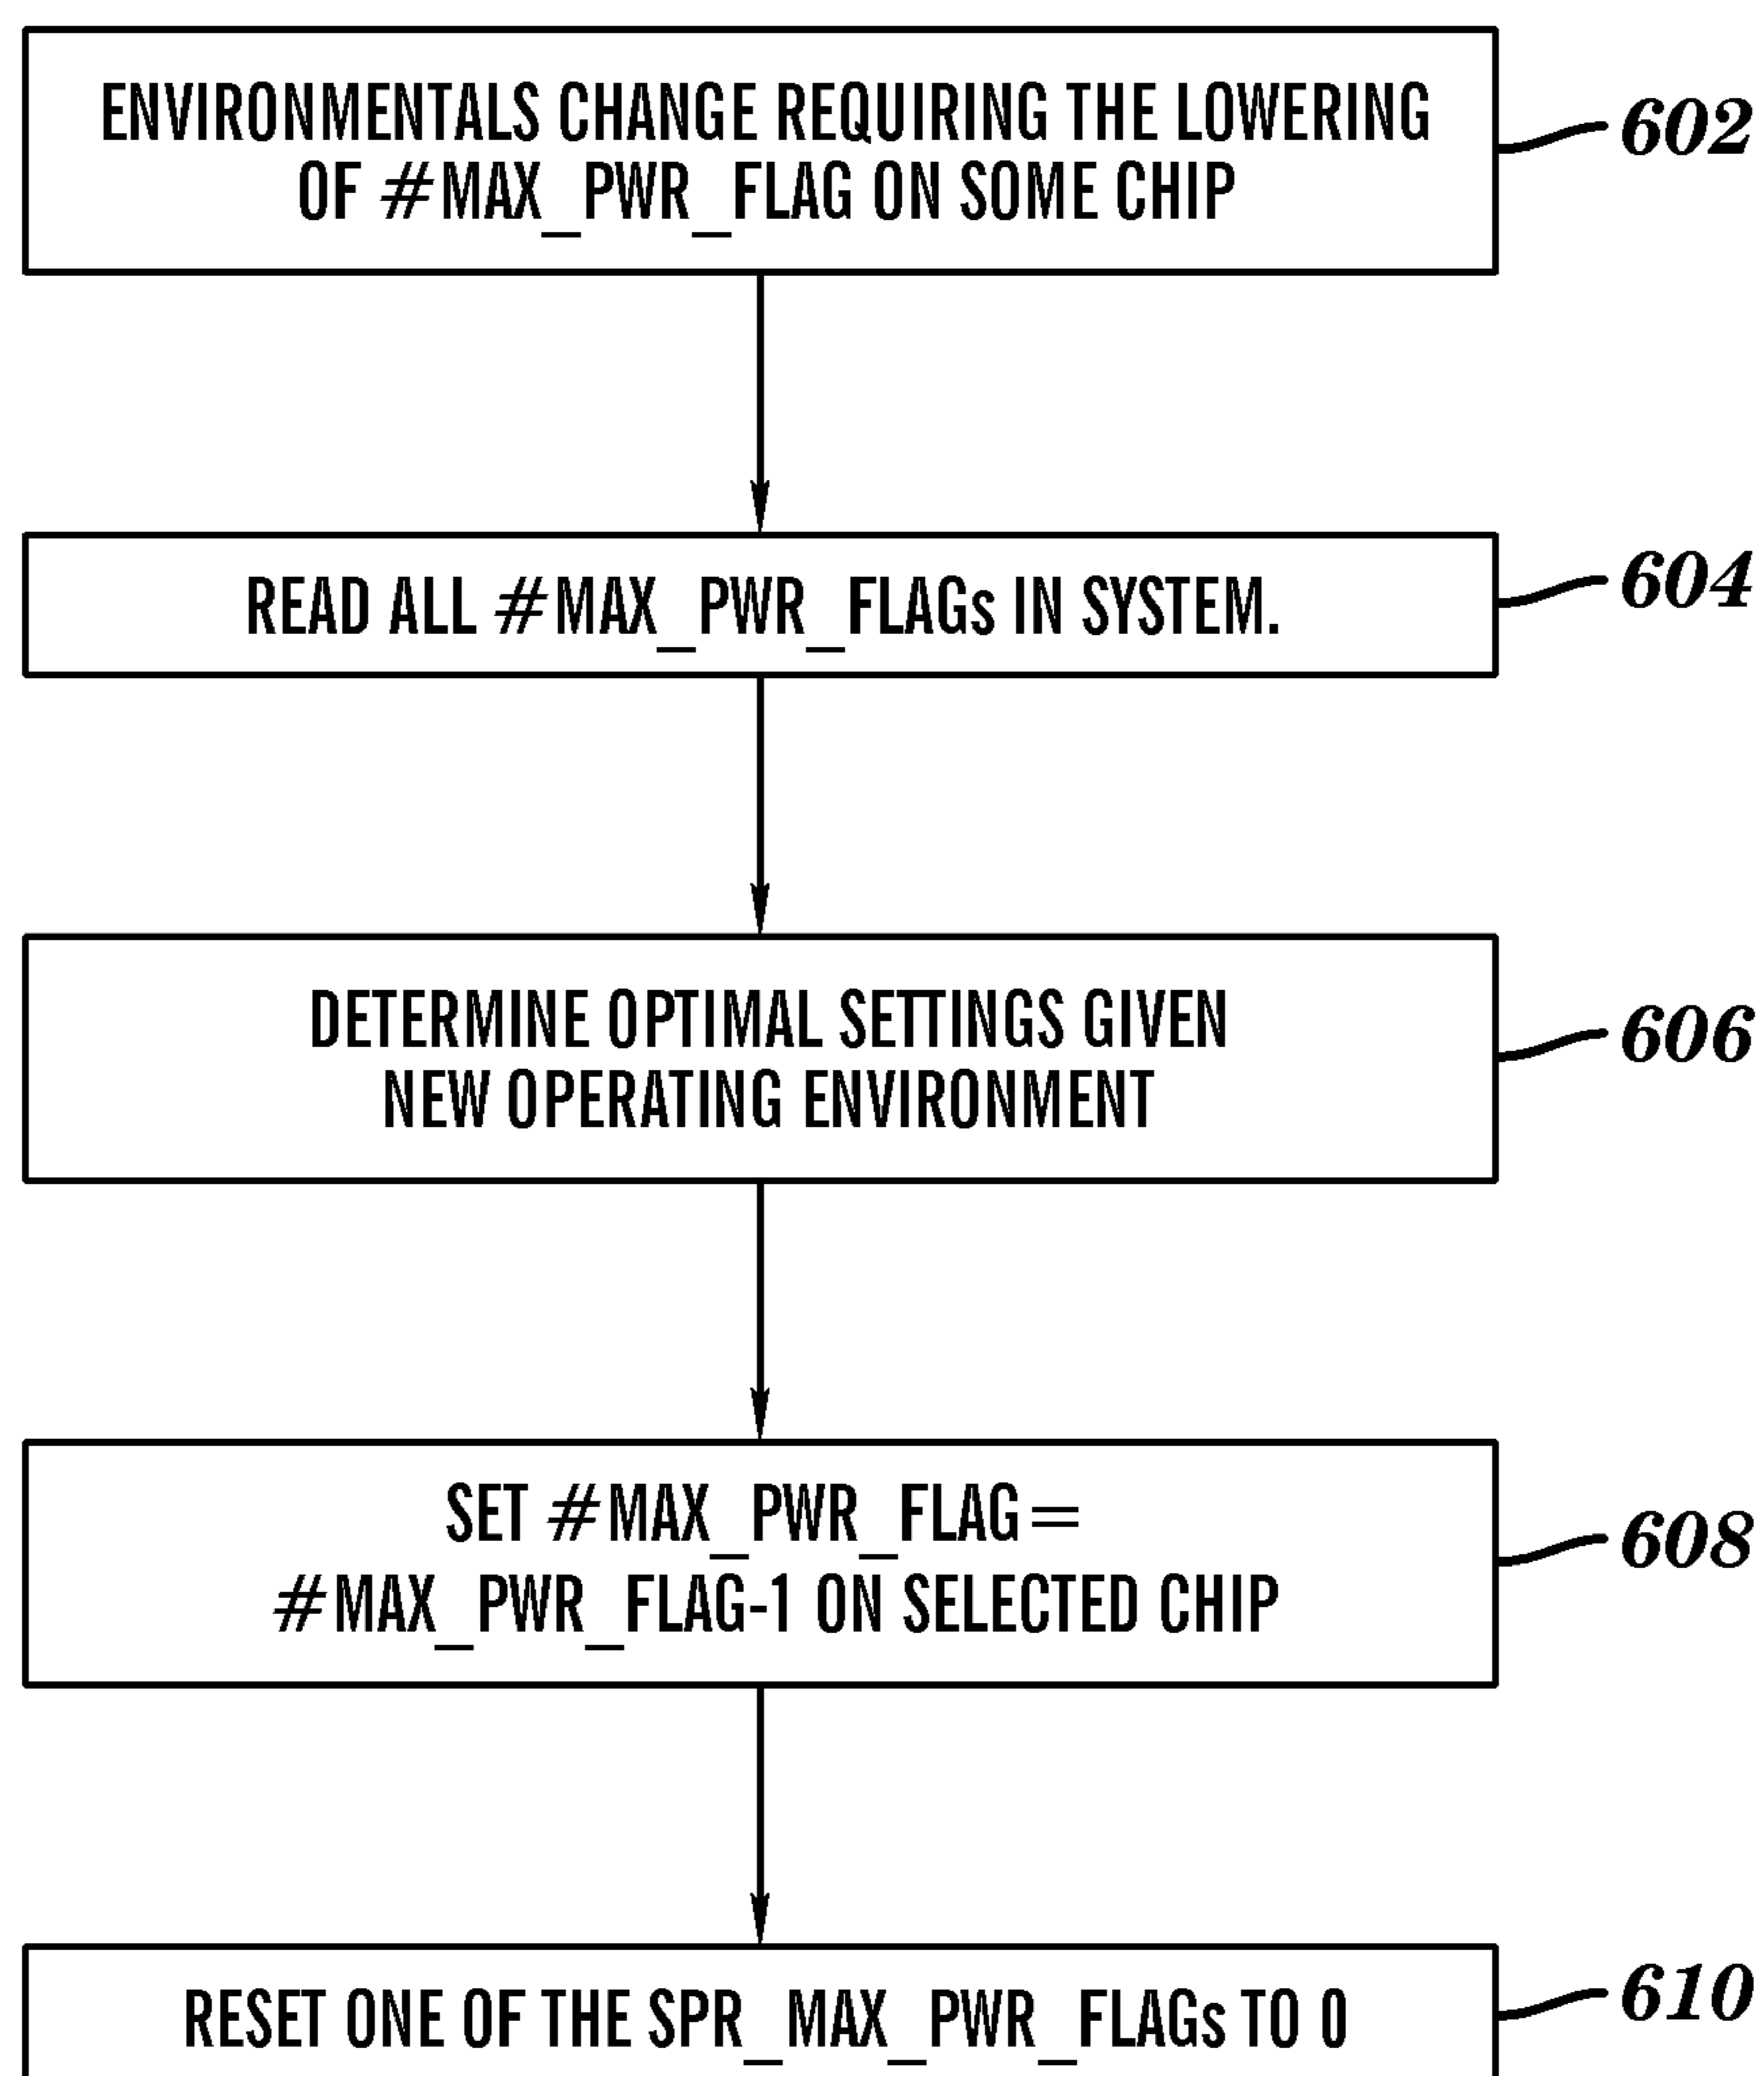 ENVIRONMENTALS CHANGE REQUIRING THE LOWERING
OF #MAX_PWR_FLAG ON SOME CHIP
602
READ ALL #MAX_PWR_FLAGs IN SYSTEM.
604
DETERMINE OPTIMAL SETTINGS GIVEN
NEW OPERATING ENVIRONMENT
606
SET #MAX_PWR_FLAG=
#MAX_PWR_FLAG-1 ON SELECTED CHIP
608
RESET ONE OF THE SPR_MAX_PWR_FLAGs TO 0
610